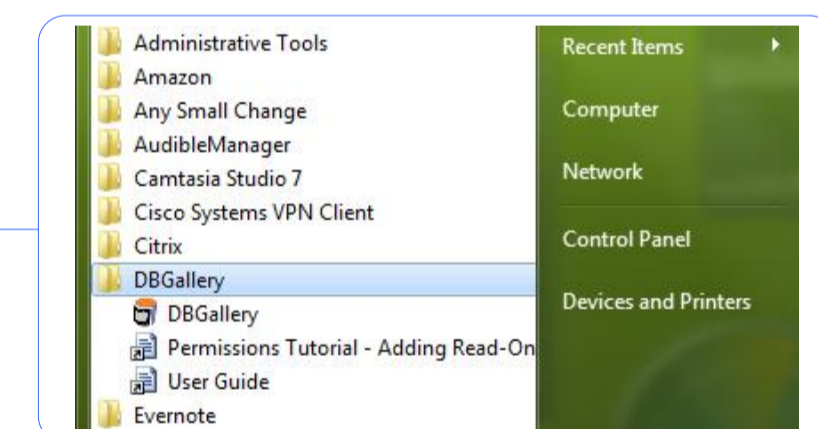 Administrative Tools
Amazon
Any Small Change
AudibleManager
Camtasia Studio 7
Cisco Systems VPN Client
Citrix
DBGallery
DBGallery
Permissions Tutorial - Adding Read-On
User Guide
Evernote
Recent Items
Computer
Network
Control Panel
Devices and Printers